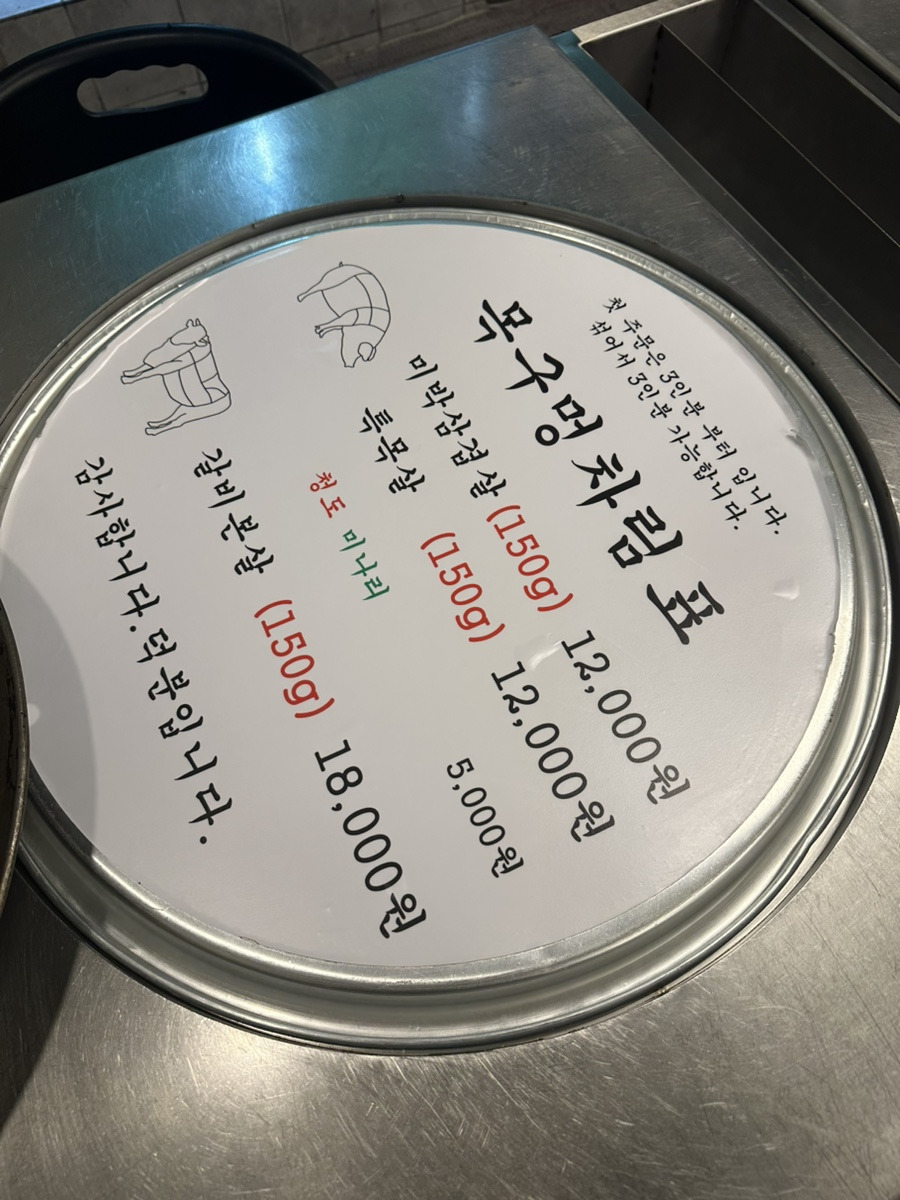 첫 주문은 3인분 부터 입니다.
섞어서 3인분 가능합니다.
목구멍 차림표
미박삼겹살 (150g) 12,000원
특목살 (150g) 12,000원
청도 미나리 5,000원
갈비본살 (150g) 18,000원
감사합니다. 덕분입니다.